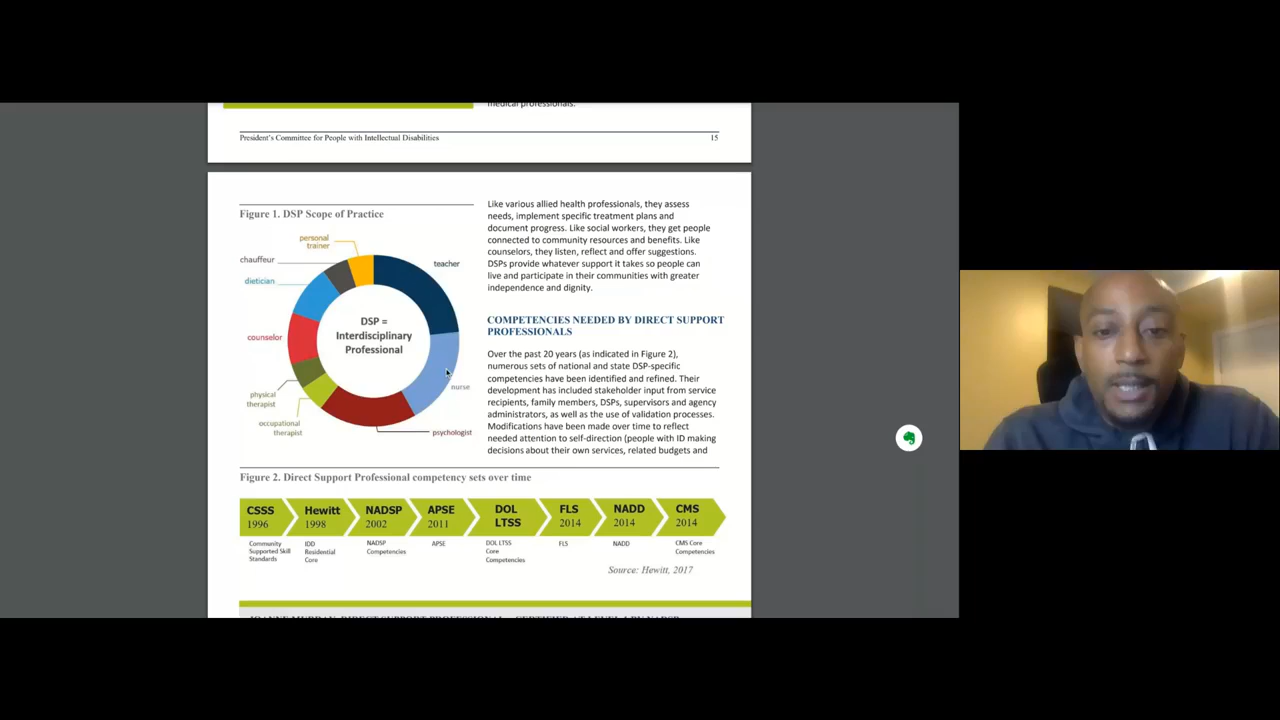 medical professionals.
President's Committee for People with Intellectual Disabilities 15
Figure 1. DSP Scope of Practice
personal
trainer
chauffeur
teacher
dietician
DSP =
Interdisciplinary
Professional
counselor
nurse
physical
therapist
occupational
therapist
psychologist
Like various allied health professionals, they assess
needs, implement specific treatment plans and
document progress. Like social workers, they get people
connected to community resources and benefits. Like
counselors, they listen, reflect and offer suggestions.
DSPs provide whatever support it takes so people can
live and participate in their communities with greater
independence and dignity.
COMPETENCIES NEEDED BY DIRECT SUPPORT
PROFESSIONALS
Over the past 20 years (as indicated in Figure 2),
numerous sets of national and state DSP-specific
competencies have been identified and refined. Their
development has included stakeholder input from service
recipients, family members, DSPs, supervisors and agency
administrators, as well as the use of validation processes.
Modifications have been made over time to reflect
needed attention to self-direction (people with ID making
decisions about their own services, related budgets and
Figure 2. Direct Support Professional competency sets over time
CSSS
1996
Hewitt
1998
NADSP
2002
APSE
2011
DOL
LTSS
FLS
2014
NADD
2014
CMS
2014
Community
Supported Skill
Standards
IDD
Residential
Core
NADSP
Competencies
APSE
DOL LTSS
Core
Competencies
FLS
NADD
CMS Core
Competencies
Source: Hewitt, 2017